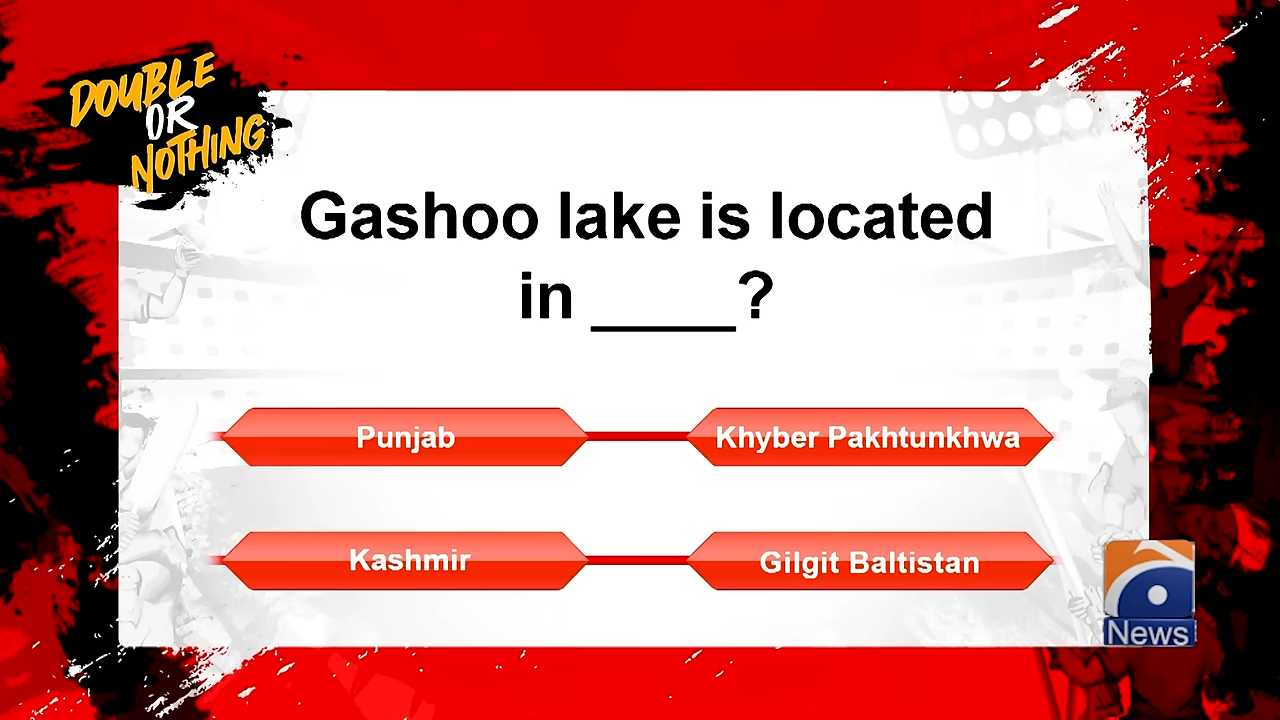 DOUBLE
OR
NOTHING
Gashoo lake is located
in ____?
Punjab
Khyber Pakhtunkhwa
Kashmir
Gilgit Baltistan
News